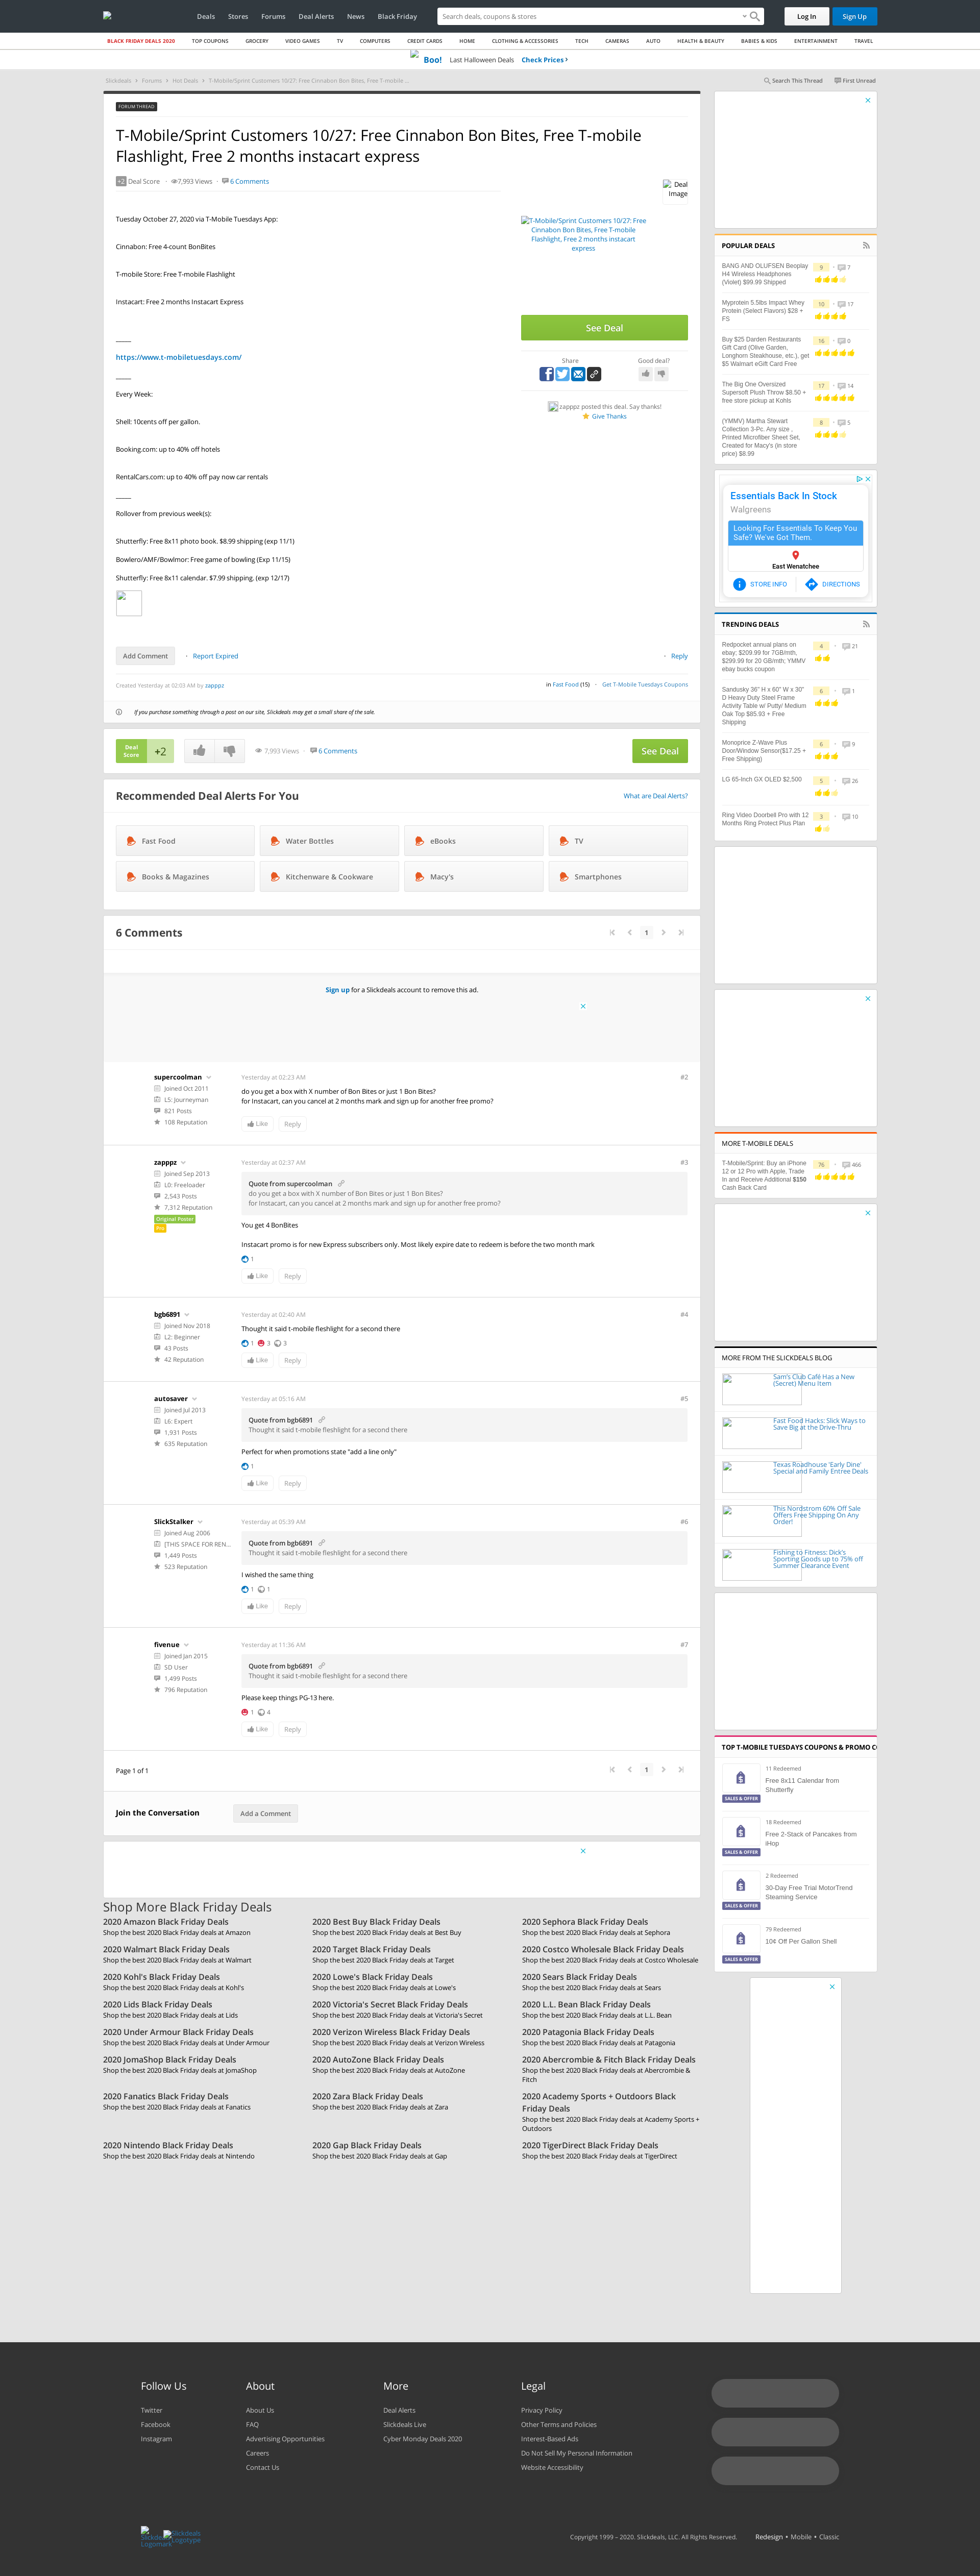 Deals
Stores
Forums
Deal Alerts
News
Black Friday
Search deals, coupons & stores
Log In
Sign Up
BLACK FRIDAY DEALS 2020
TOP COUPONS
GROCERY
VIDEO GAMES
TV
COMPUTERS
CREDIT CARDS
HOME
CLOTHING & ACCESSORIES
TECH
CAMERAS
AUTO
HEALTH & BEAUTY
BABIES & KIDS
ENTERTAINMENT
TRAVEL
Boo! Last Halloween Deals Check Prices
Slickdeals > Forums > Hot Deals > T-Mobile/Sprint Customers 10/27: Free Cinnabon Bon Bites, Free T-mobile ...
Search This Thread
First Unread
FORUM THREAD
T-Mobile/Sprint Customers 10/27: Free Cinnabon Bon Bites, Free T-mobile
Flashlight, Free 2 months instacart express
+2 Deal Score
7,993 Views
6 Comments
Deal
Image
Tuesday October 27, 2020 via T-Mobile Tuesdays App:
Cinnabon: Free 4-count BonBites
T-mobile Store: Free T-mobile Flashlight
Instacart: Free 2 months Instacart Express
https://www.t-mobiletuesdays.com/
Every Week:
Shell: 10cents off per gallon.
Booking.com: up to 40% off hotels
RentalCars.com: up to 40% off pay now car rentals
Rollover from previous week(s):
Shutterfly: Free 8x11 photo book. $8.99 shipping (exp 11/1)
Bowlero/AMF/Bowlmor: Free game of bowling (Exp 11/15)
Shutterfly: Free 8x11 calendar. $7.99 shipping. (exp 12/17)
T-Mobile/Sprint Customers 10/27: Free
Cinnabon Bon Bites, Free T-mobile
Flashlight, Free 2 months instacart
express
See Deal
Share
Good deal?
zapppz posted this deal. Say thanks!
Give Thanks
Add Comment
Report Expired
Reply
Created Yesterday at 02:03 AM by zapppz
in Fast Food (15)
Get T-Mobile Tuesdays Coupons
If you purchase something through a post on our site, Slickdeals may get a small share of the sale.
Deal
Score
+2
7,993 Views
6 Comments
See Deal
Recommended Deal Alerts For You
What are Deal Alerts?
Fast Food
Water Bottles
eBooks
TV
Books & Magazines
Kitchenware & Cookware
Macy's
Smartphones
6 Comments
1
Sign up for a Slickdeals account to remove this ad.
supercoolman
Joined Oct 2011
L5: Journeyman
821 Posts
108 Reputation
Yesterday at 02:23 AM
#2
do you get a box with X number of Bon Bites or just 1 Bon Bites?
for Instacart, can you cancel at 2 months mark and sign up for another free promo?
Like
Reply
zapppz
Joined Sep 2013
L0: Freeloader
2,543 Posts
7,312 Reputation
Original Poster
Pro
Yesterday at 02:37 AM
#3
Quote from supercoolman
do you get a box with X number of Bon Bites or just 1 Bon Bites?
for Instacart, can you cancel at 2 months mark and sign up for another free promo?
You get 4 BonBites
Instacart promo is for new Express subscribers only. Most likely expire date to redeem is before the two month mark
1
Like
Reply
bgb6891
Joined Nov 2018
L2: Beginner
43 Posts
42 Reputation
Yesterday at 02:40 AM
#4
Thought it said t-mobile fleshlight for a second there
1 3 3
Like
Reply
autosaver
Joined Jul 2013
L6: Expert
1,931 Posts
635 Reputation
Yesterday at 05:16 AM
#5
Quote from bgb6891
Thought it said t-mobile fleshlight for a second there
Perfect for when promotions state "add a line only"
1
Like
Reply
SlickStalker
Joined Aug 2006
[THIS SPACE FOR REN...
1,449 Posts
523 Reputation
Yesterday at 05:39 AM
#6
Quote from bgb6891
Thought it said t-mobile fleshlight for a second there
I wished the same thing
1 1
Like
Reply
fivenue
Joined Jan 2015
SD User
1,499 Posts
796 Reputation
Yesterday at 11:36 AM
#7
Quote from bgb6891
Thought it said t-mobile fleshlight for a second there
Please keep things PG-13 here.
1 4
Like
Reply
Page 1 of 1
1
Join the Conversation
Add a Comment
POPULAR DEALS
BANG AND OLUFSEN Beoplay
H4 Wireless Headphones
(Violet) $99.99 Shipped
9
7
Myprotein 5.5lbs Impact Whey
Protein (Select Flavors) $28 +
FS
10
17
Buy $25 Darden Restaurants
Gift Card (Olive Garden,
Longhorn Steakhouse, etc.), get
$5 Walmart eGift Card Free
16
0
The Big One Oversized
Supersoft Plush Throw $8.50 +
free store pickup at Kohls
17
14
(YMMV) Martha Stewart
Collection 3-Pc. Any size ,
Printed Microfiber Sheet Set,
Created for Macy's (in store
price) $8.99
8
5
Essentials Back In Stock
Walgreens
Looking For Essentials To Keep You
Safe? We've Got Them.
East Wenatchee
STORE INFO
DIRECTIONS
TRENDING DEALS
Redpocket annual plans on
ebay; $209.99 for 7GB/mth,
$299.99 for 20 GB/mth; YMMV
ebay bucks coupon
4
21
Sandusky 36" H x 60" W x 30"
D Heavy Duty Steel Frame
Activity Table w/ Putty/ Medium
Oak Top $85.93 + Free
Shipping
6
1
Monoprice Z-Wave Plus
Door/Window Sensor($17.25 +
Free Shipping)
6
9
LG 65-Inch GX OLED $2,500
5
26
Ring Video Doorbell Pro with 12
Months Ring Protect Plus Plan
3
10
MORE T-MOBILE DEALS
T-Mobile/Sprint: Buy an iPhone
12 or 12 Pro with Apple, Trade
In and Receive Additional $150
Cash Back Card
76
466
MORE FROM THE SLICKDEALS BLOG
Sam's Club Café Has a New
(Secret) Menu Item
Fast Food Hacks: Slick Ways to
Save Big at the Drive-Thru
Texas Roadhouse 'Early Dine'
Special and Family Entree Deals
This Nordstrom 60% Off Sale
Offers Free Shipping On Any
Order!
Fishing to Fitness: Dick's
Sporting Goods up to 75% off
Summer Clearance Event
TOP T-MOBILE TUESDAYS COUPONS & PROMO CO
11 Redeemed
Free 8x11 Calendar from
Shutterfly
SALES & OFFER
18 Redeemed
Free 2-Stack of Pancakes from
iHop
SALES & OFFER
2 Redeemed
30-Day Free Trial MotorTrend
Steaming Service
SALES & OFFER
79 Redeemed
10¢ Off Per Gallon Shell
SALES & OFFER
Shop More Black Friday Deals
2020 Amazon Black Friday Deals
Shop the best 2020 Black Friday deals at Amazon
2020 Best Buy Black Friday Deals
Shop the best 2020 Black Friday deals at Best Buy
2020 Sephora Black Friday Deals
Shop the best 2020 Black Friday deals at Sephora
2020 Walmart Black Friday Deals
Shop the best 2020 Black Friday deals at Walmart
2020 Target Black Friday Deals
Shop the best 2020 Black Friday deals at Target
2020 Costco Wholesale Black Friday Deals
Shop the best 2020 Black Friday deals at Costco Wholesale
2020 Kohl's Black Friday Deals
Shop the best 2020 Black Friday deals at Kohl's
2020 Lowe's Black Friday Deals
Shop the best 2020 Black Friday deals at Lowe's
2020 Sears Black Friday Deals
Shop the best 2020 Black Friday deals at Sears
2020 Lids Black Friday Deals
Shop the best 2020 Black Friday deals at Lids
2020 Victoria's Secret Black Friday Deals
Shop the best 2020 Black Friday deals at Victoria's Secret
2020 L.L. Bean Black Friday Deals
Shop the best 2020 Black Friday deals at L.L. Bean
2020 Under Armour Black Friday Deals
Shop the best 2020 Black Friday deals at Under Armour
2020 Verizon Wireless Black Friday Deals
Shop the best 2020 Black Friday deals at Verizon Wireless
2020 Patagonia Black Friday Deals
Shop the best 2020 Black Friday deals at Patagonia
2020 JomaShop Black Friday Deals
Shop the best 2020 Black Friday deals at JomaShop
2020 AutoZone Black Friday Deals
Shop the best 2020 Black Friday deals at AutoZone
2020 Abercrombie & Fitch Black Friday Deals
Shop the best 2020 Black Friday deals at Abercrombie &
Fitch
2020 Fanatics Black Friday Deals
Shop the best 2020 Black Friday deals at Fanatics
2020 Zara Black Friday Deals
Shop the best 2020 Black Friday deals at Zara
2020 Academy Sports + Outdoors Black
Friday Deals
Shop the best 2020 Black Friday deals at Academy Sports +
Outdoors
2020 Nintendo Black Friday Deals
Shop the best 2020 Black Friday deals at Nintendo
2020 Gap Black Friday Deals
Shop the best 2020 Black Friday deals at Gap
2020 TigerDirect Black Friday Deals
Shop the best 2020 Black Friday deals at TigerDirect
Follow Us
Twitter
Facebook
Instagram
About
About Us
FAQ
Advertising Opportunities
Careers
Contact Us
More
Deal Alerts
Slickdeals Live
Cyber Monday Deals 2020
Legal
Privacy Policy
Other Terms and Policies
Interest-Based Ads
Do Not Sell My Personal Information
Website Accessibility
Slickdeals
Logomark
Slickdeals
Logotype
Copyright 1999 – 2020. Slickdeals, LLC. All Rights Reserved.
Redesign • Mobile • Classic